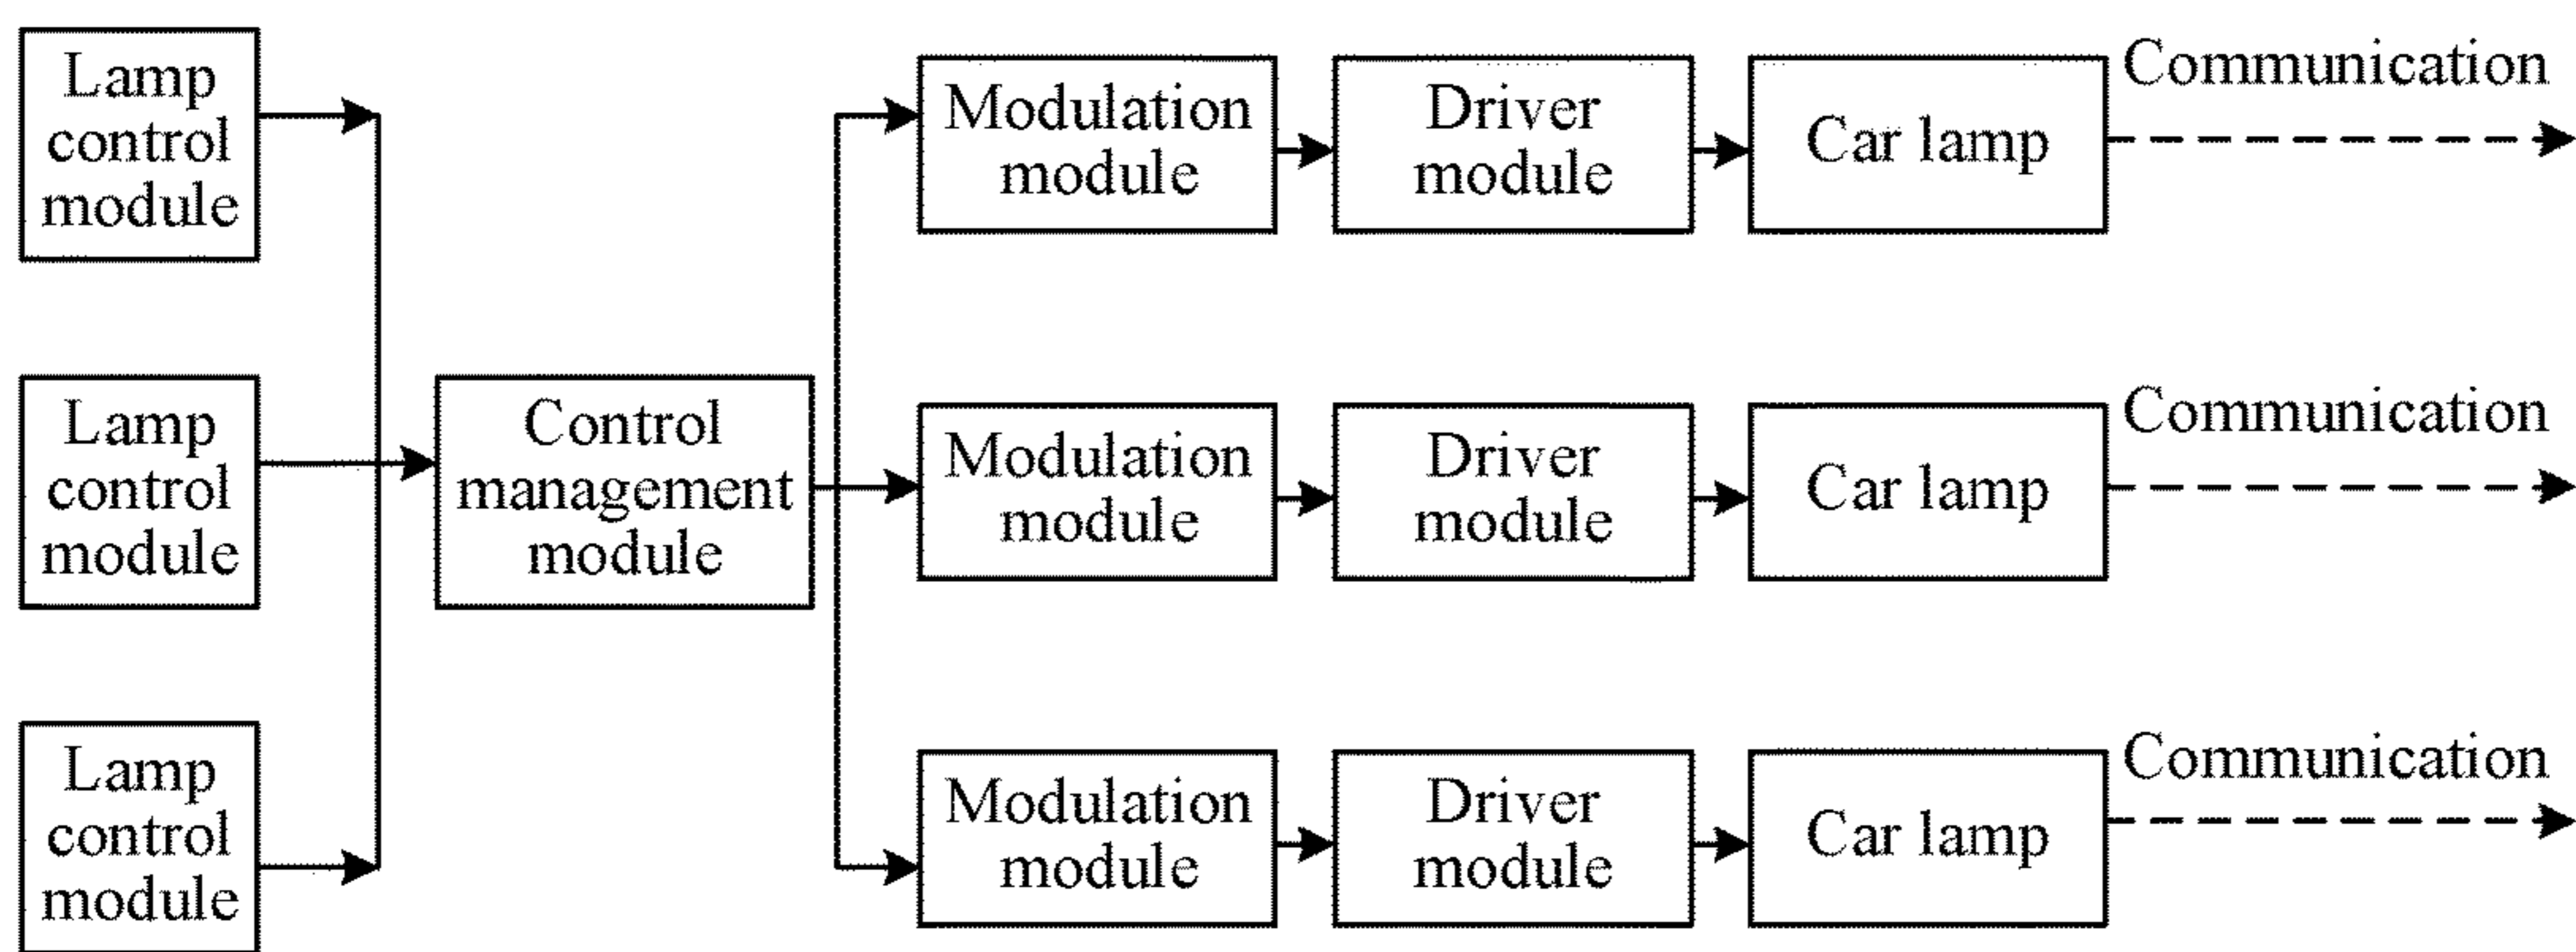 Lamp
control
module
Modulation
module
Driver
module
Car lamp
Communication
Lamp
control
module
Control
management
module
Modulation
module
Driver
module
Car lamp
Communication
Lamp
control
module
Modulation
module
Driver
module
Car lamp
Communication